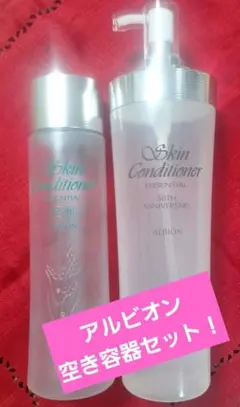 Skin
Conditioner
ESSENTIAL
Skin
Conditioner
ESSENTIAL
50TH
ANNIVERSARY
ALBION
アルビオン
空き容器セット！